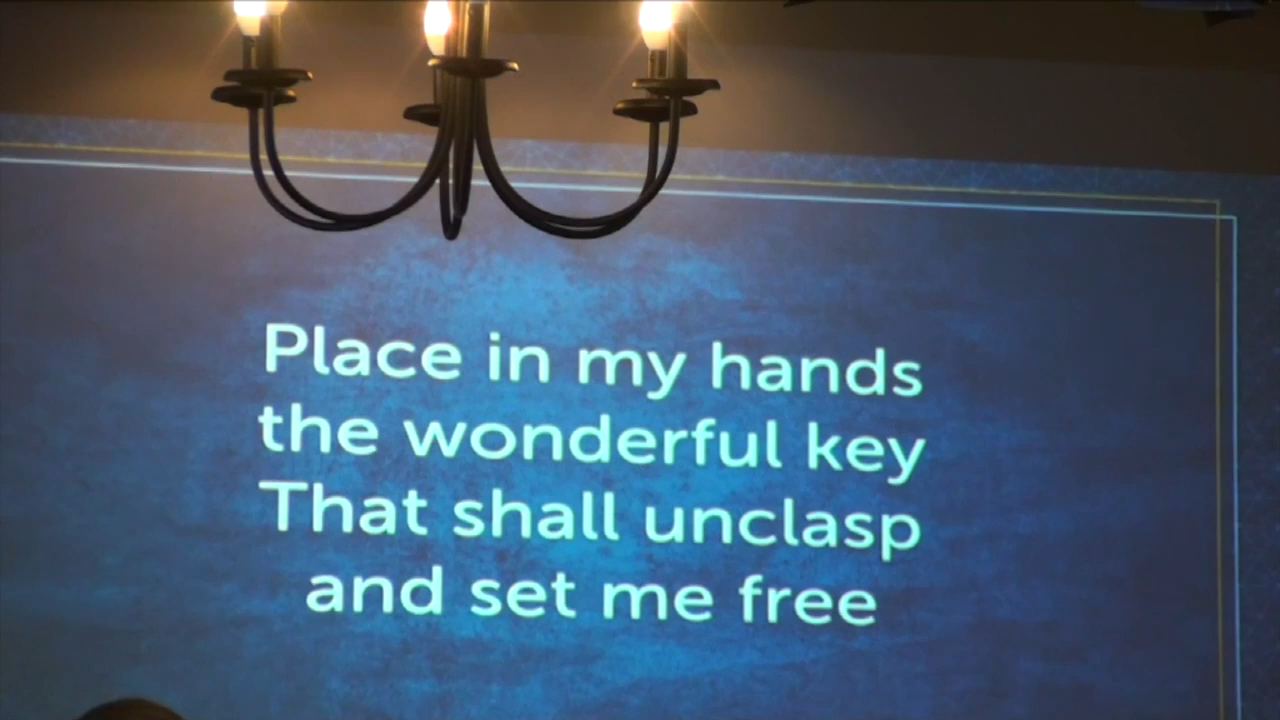 Place in my hands
the wonderful key
That shall unclasp
and set me free